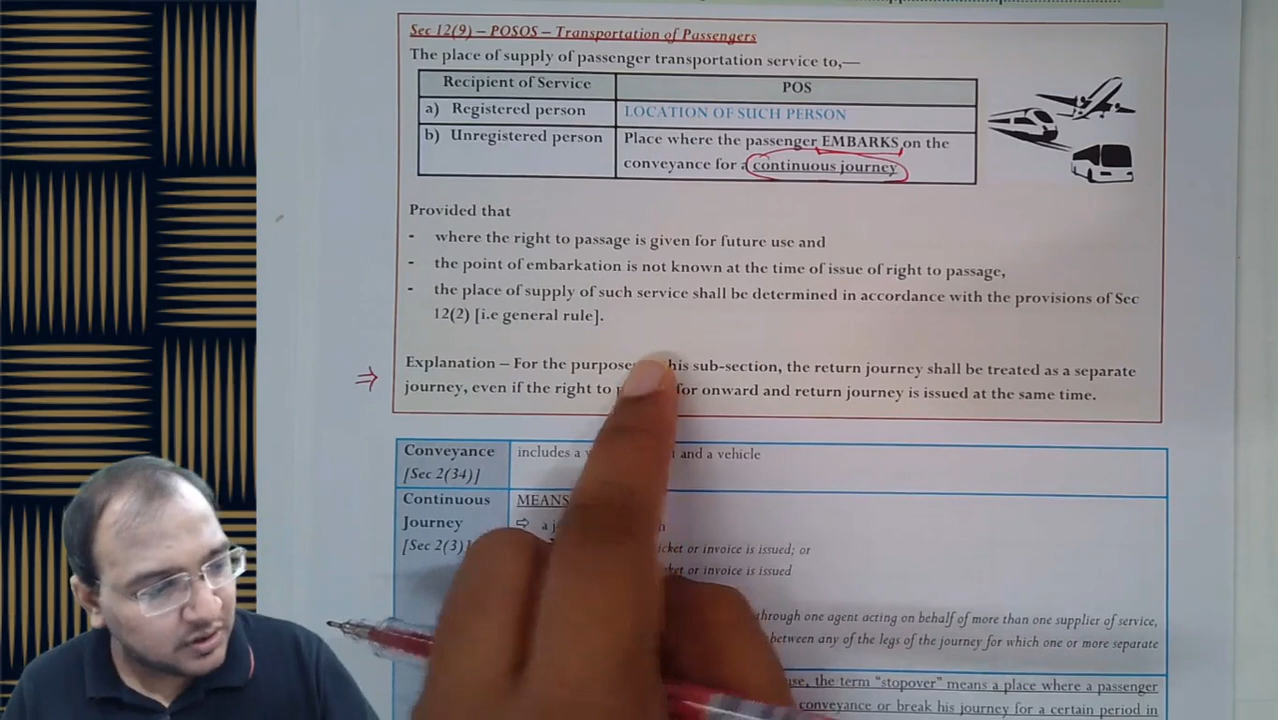 Sec 12(9) – POSOS – Transportation of Passengers
The place of supply of passenger transportation service to,—
Recipient of Service
POS
a) Registered person
LOCATION OF SUCH PERSON
b) Unregistered person
Place where the passenger EMBARKS on the
conveyance for a continuous journey
Provided that
- where the right to passage is given for future use and
- the point of embarkation is not known at the time of issue of right to passage,
- the place of supply of such service shall be determined in accordance with the provisions of Sec
12(2) [i.e general rule].
Explanation – For the purposes his sub-section, the return journey shall be treated as a separate
journey, even if the right to for onward and return journey is issued at the same time.
Conveyance
[Sec 2(34)]
includes a and a vehicle
Continuous
Journey
[Sec 2(3)]
MEANS
⇨ a
ticket or invoice is issued; or
ticket or invoice is issued
through one agent acting on behalf of more than one supplier of service,
between any of the legs of the journey for which one or more separate
the term "stopover" means a place where a passenger
conveyance or break his journey for a certain period in